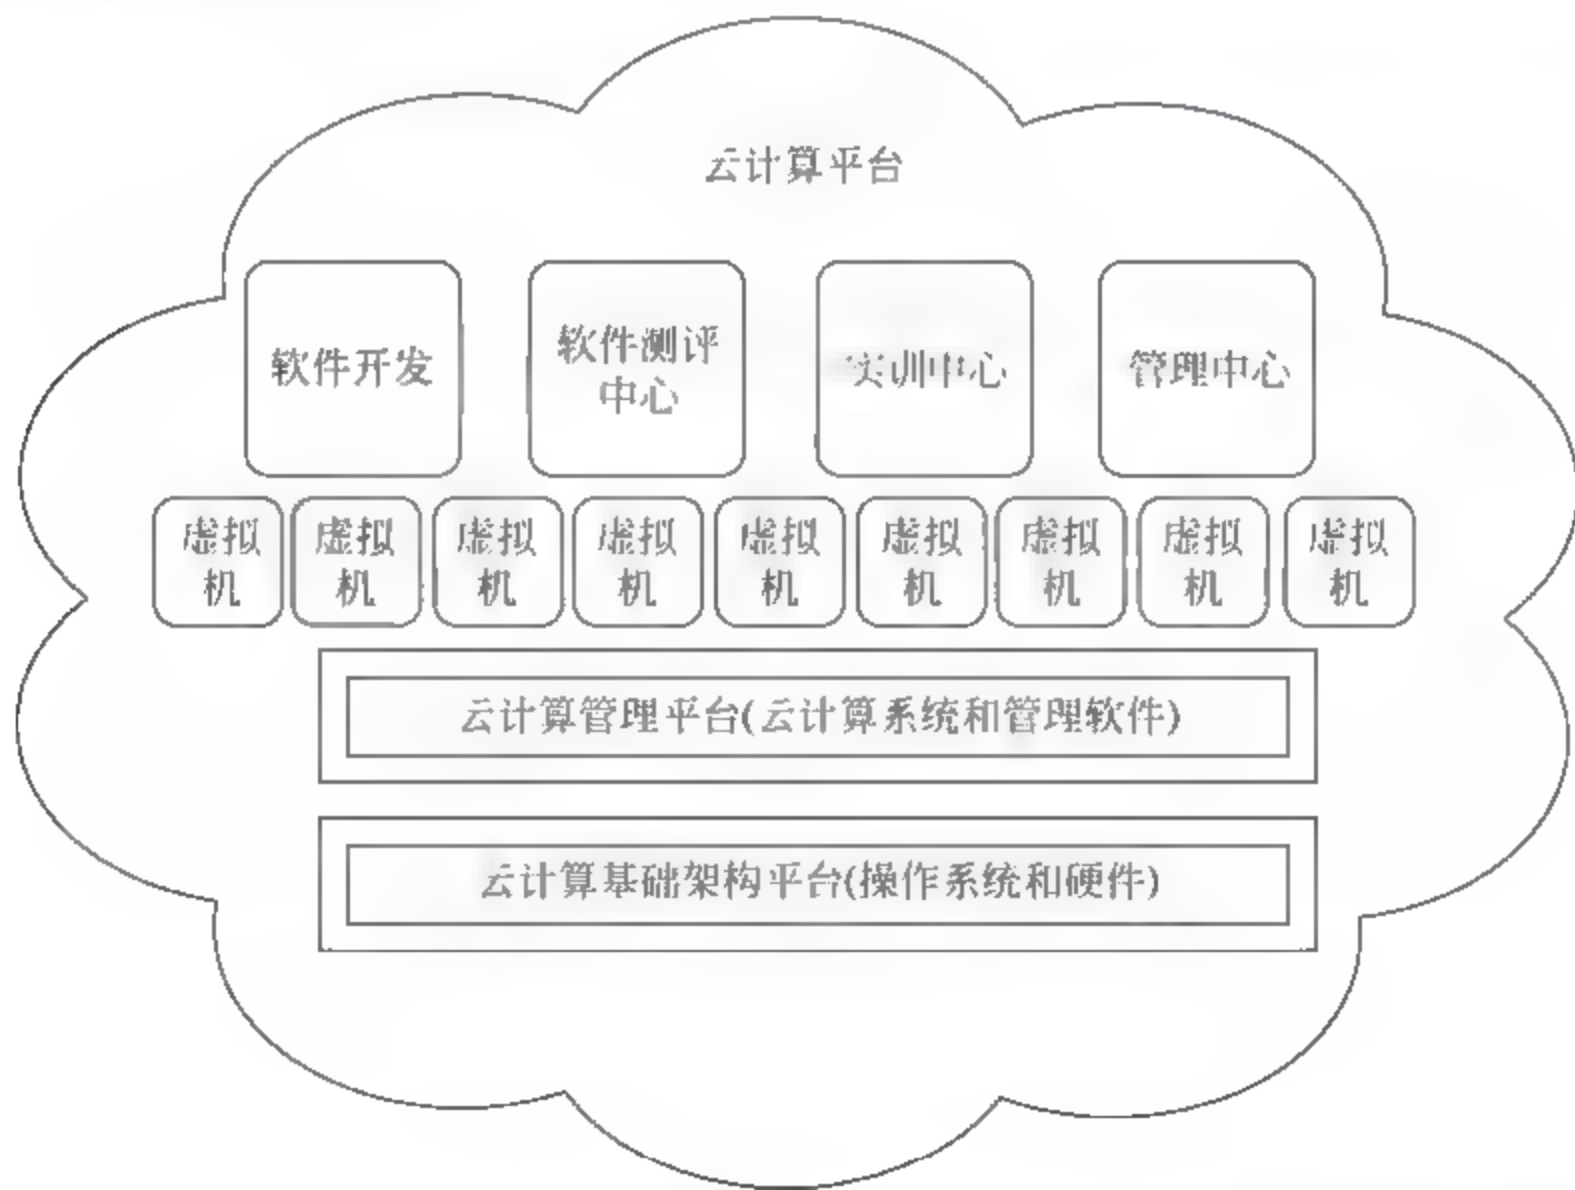 云计算平台
软件开发
软件测评
中心
实训中心
管理中心
虚拟
机
虚拟
机
虚拟
机
虚拟
机
虚拟
机
虚拟
机
虚拟
机
虚拟
机
虚拟
机
云计算管理平台(云计算系统和管理软件)
云计算基础架构平台(操作系统和硬件)